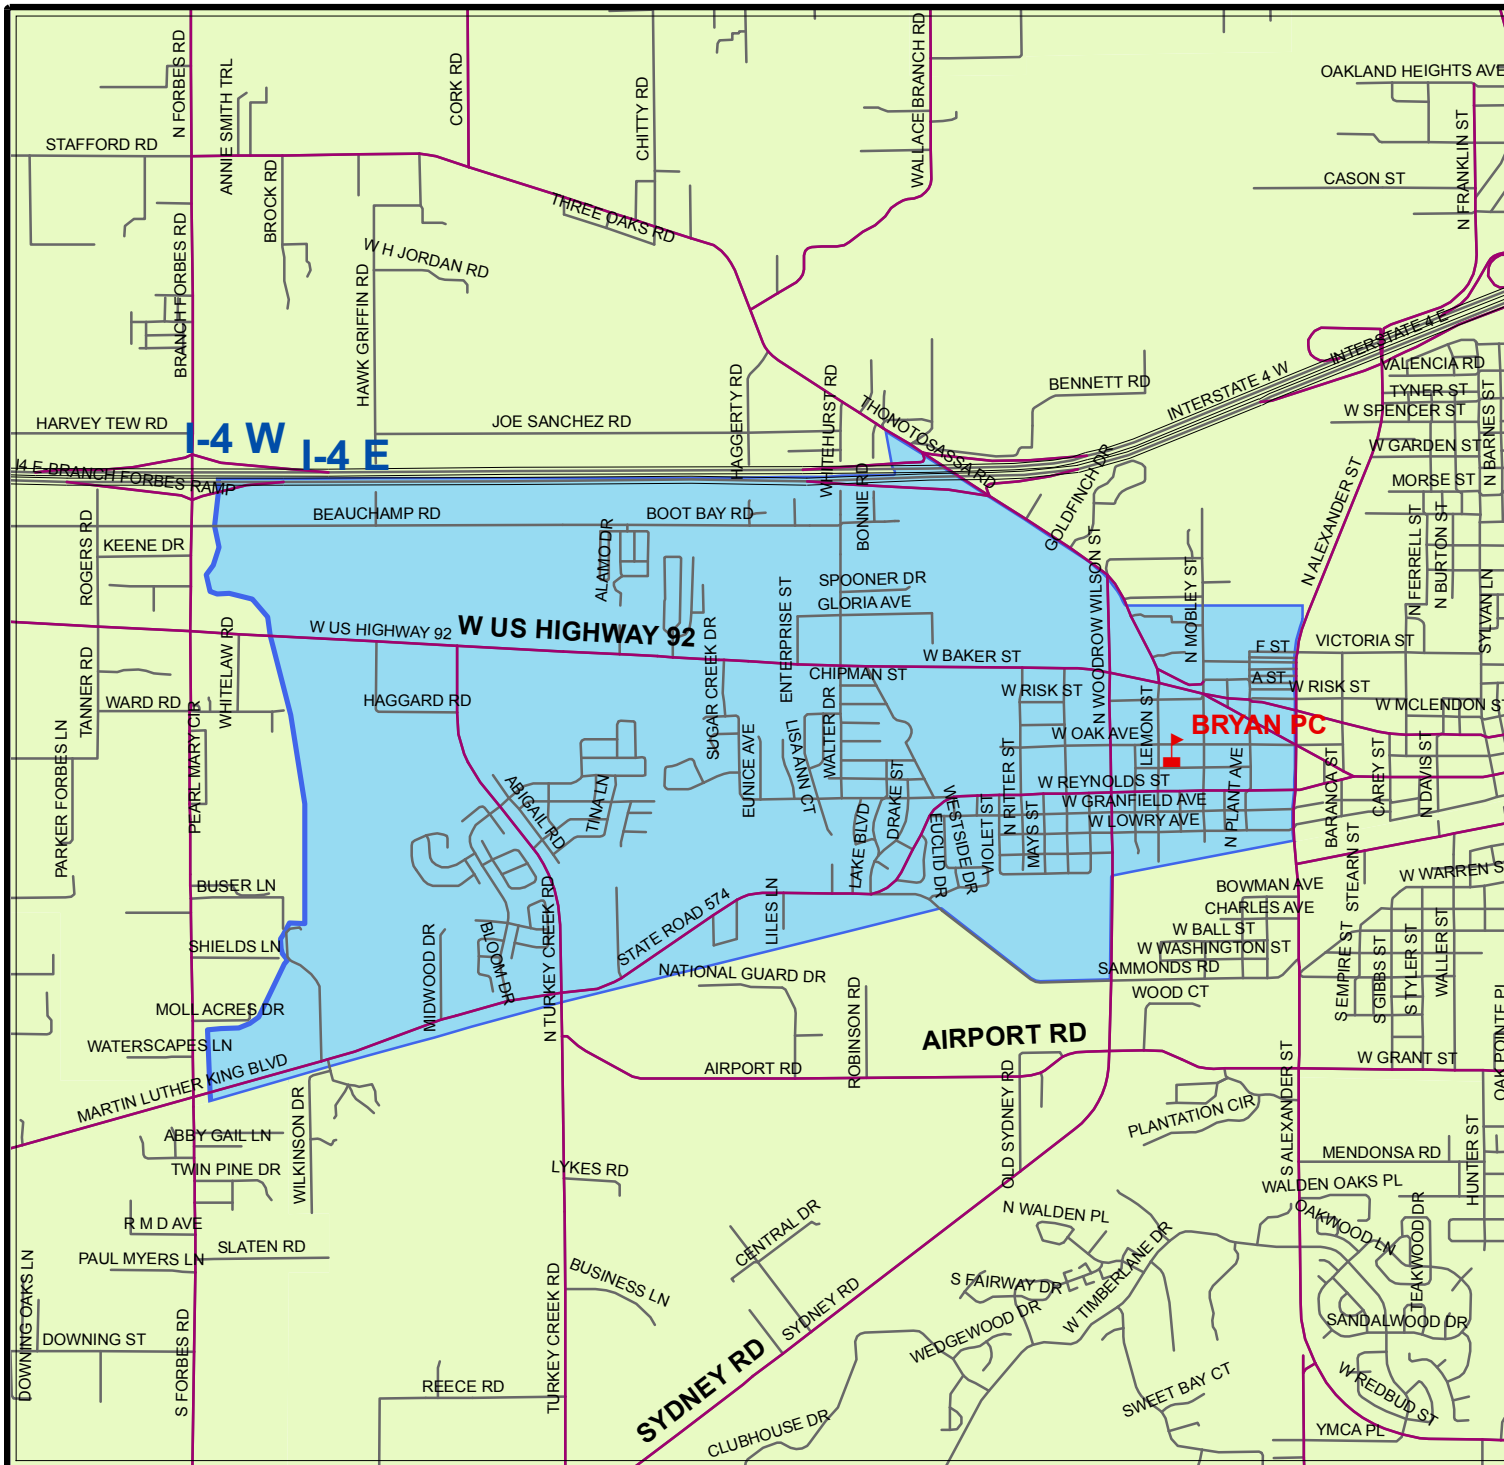 N FORBES RD
ANNIE SMITH TRL
CORK RD
CHITTY RD
WALLACE BRANCH RD
OAKLAND HEIGHTS AVE
STAFFORD RD
BROCK RD
N FRANKLIN ST
CASON ST
THREE OAKS RD
W H JORDAN RD
BRANCH FORBES RD
HAWK GRIFFIN RD
INTERSTATE 4 E
INTERSTATE 4 W
VALENCIA RD
BENNETT RD
TYNER ST
W SPENCER ST
N BARNES ST
HAGGERTY RD
WHITEHURST RD
THONOTOSASSA RD
HARVEY TEW RD
I-4 W
I-4 E
JOE SANCHEZ RD
W GARDEN ST
I4 E-BRANCH FORBES RAMP
MORSE ST
BEAUCHAMP RD
BOOT BAY RD
BONNIE RD
GOLDFINCH DR
N ALEXANDER ST
ROGERS RD
KEENE DR
ALAMO DR
N WOODROW WILSON ST
N MOBLEY ST
N FERRELL ST
N BURTON ST
SYLVAN LN
SPOONER DR
GLORIA AVE
ENTERPRISE ST
W US HIGHWAY 92
W US HIGHWAY 92
SUGAR CREEK DR
W BAKER ST
F ST
VICTORIA ST
TANNER RD
WHITELAW RD
CHIPMAN ST
A ST
W RISK ST
W RISK ST
WARD RD
HAGGARD RD
W MCLENDON ST
PEARL MARY CIR
PARKER FORBES LN
EUNICE AVE
LISA ANN CT
WALTER DR
W OAK AVE
LEMON ST
BRYAN PC
ABIGAIL RD
TINA LN
DRAKE ST
N RITTER ST
W REYNOLDS ST
N PLANT AVE
BARANCA ST
CAREY ST
N DAVIS ST
LAKE BLVD
EUCLID DR
WESTSIDE DR
VIOLET ST
MAYS ST
W GRANFIELD AVE
W LOWRY AVE
BUSER LN
STATE ROAD 574
LILES LN
STEARN ST
W WARREN S
BOWMAN AVE
CHARLES AVE
W BALL ST
W WASHINGTON ST
SAMMONDS RD
SHIELDS LN
MIDWOOD DR
BLOOM DR
N TURKEY CREEK RD
NATIONAL GUARD DR
S EMPIRE ST
S GIBBS ST
S TYLER ST
WALLER ST
MOLL ACRES DR
ROBINSON RD
WOOD CT
WATERSCAPES LN
AIRPORT RD
W GRANT ST
OAK POINTE PL
MARTIN LUTHER KING BLVD
AIRPORT RD
OLD SYDNEY RD
S ALEXANDER ST
WILKINSON DR
PLANTATION CIR
ABBY GAIL LN
TWIN PINE DR
LYKES RD
MENDONSA RD
HUNTER ST
WALDEN OAKS PL
R M D AVE
CENTRAL DR
N WALDEN PL
OAKWOOD LN
TEAKWOOD DR
PAUL MYERS LN
SLATEN RD
BUSINESS LN
S FAIRWAY DR
W TIMBERLANE DR
DOWNING OAKS LN
TURKEY CREEK RD
SYDNEY RD
WEDGEWOOD DR
SANDALWOOD DR
DOWNING ST
S FORBES RD
REECE RD
SYDNEY RD
SWEET BAY CT
W REDBUD ST
CLUBHOUSE DR
YMCA PL